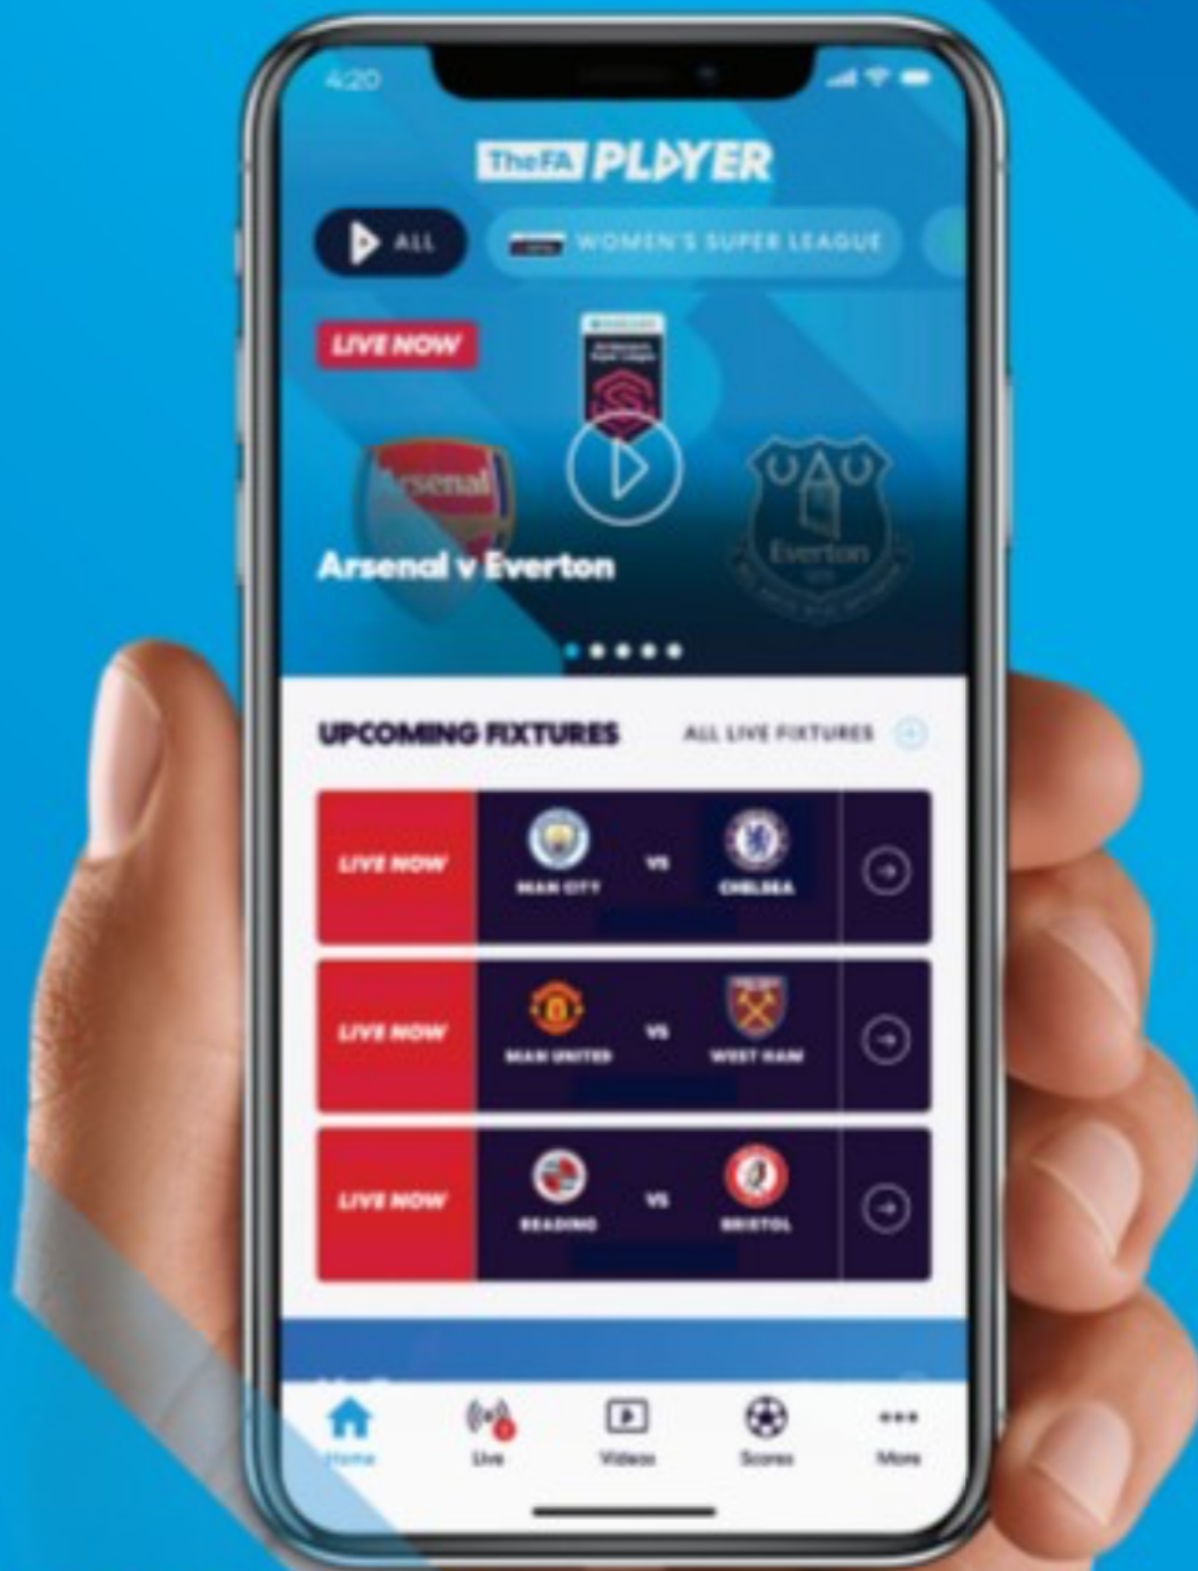 4:20
TheFA PLAYER
ALL
WOMEN'S SUPER LEAGUE
LIVE NOW
Arsenal
Everton
Arsenal v Everton
UPCOMING FIXTURES
ALL LIVE FIXTURES
LIVE NOW
VS
MAN CITY
CHELSEA
LIVE NOW
VS
MAN UNITED
WEST HAM
LIVE NOW
VS
READING
BRISTOL
Home
Live
Videos
Scores
More